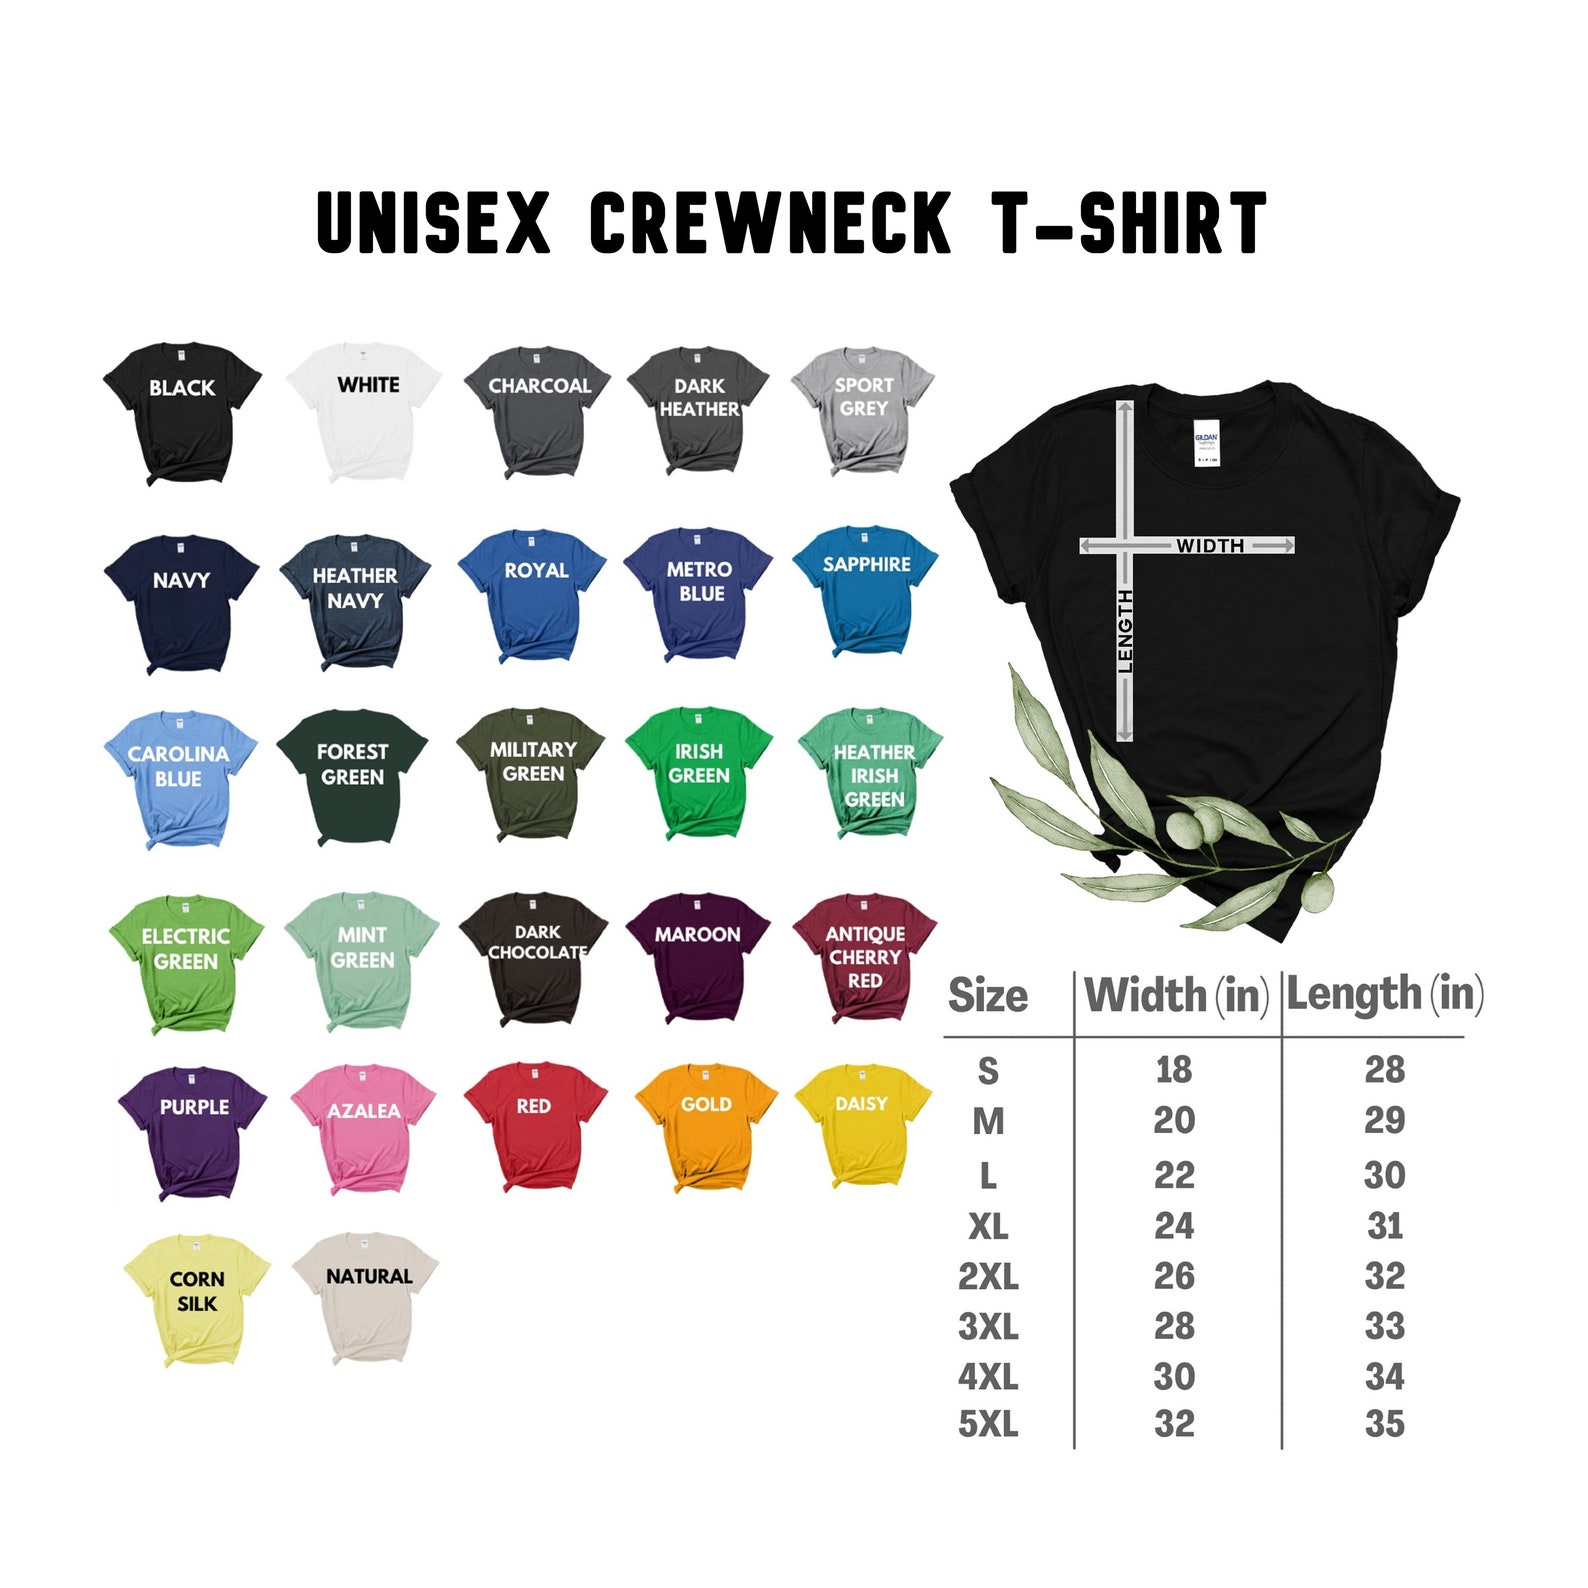 UNISEX CREWNECK T-SHIRT
BLACK
WHITE
CHARCOAL
DARK
HEATHER
SPORT
GREY
NAVY
HEATHER
NAVY
ROYAL
METRO
BLUE
SAPPHIRE
CAROLINA
BLUE
FOREST
GREEN
MILITARY
GREEN
IRISH
GREEN
HEATHER
IRISH
GREEN
ELECTRIC
GREEN
MINT
GREEN
DARK
CHOCOLATE
MAROON
ANTIQUE
CHERRY
RED
PURPLE
AZALEA
RED
GOLD
DAISY
CORN
SILK
NATURAL
GILDAN
WIDTH
LENGTH
Size Width (in) Length (in)
S 18 28
M 20 29
L 22 30
XL 24 31
2XL 26 32
3XL 28 33
4XL 30 34
5XL 32 35